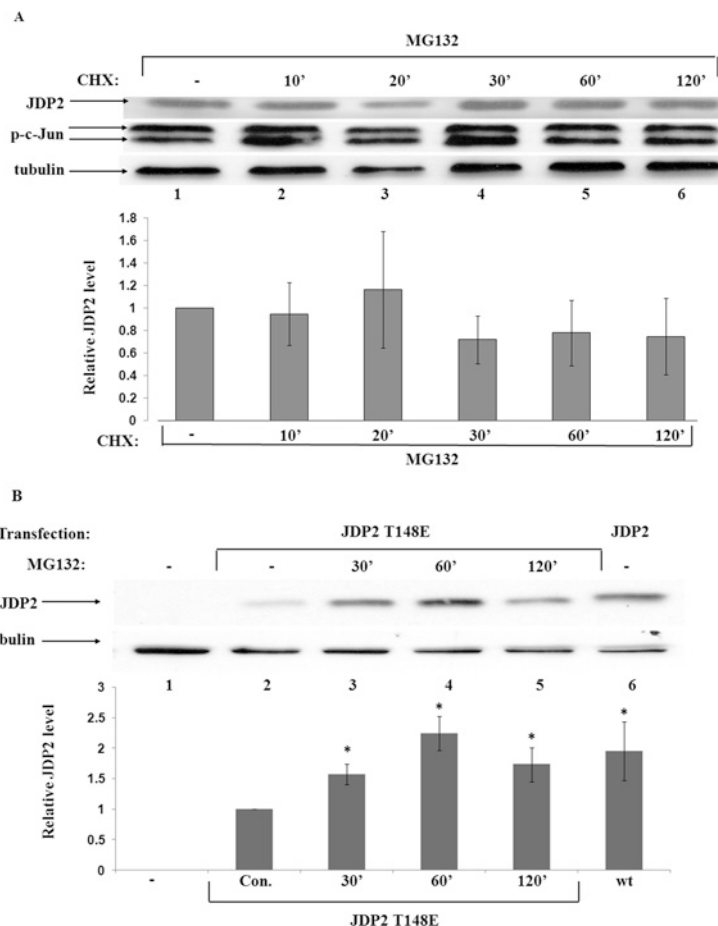 A
MG132
CHX: - 10’ 20’ 30’ 60’ 120’
JDP2
p-c-Jun
tubulin
1 2 3 4 5 6
Relative JDP2 level
1.8
1.6
1.4
1.2
1
0.8
0.6
0.4
0.2
0
CHX: - 10’ 20’ 30’ 60’ 120’
MG132
B
Transfection: JDP2 T148E JDP2
MG132: - - 30’ 60’ 120’ -
JDP2
bulin
1 2 3 4 5 6
Relative JDP2 level
3
2.5
2
1.5
1
0.5
0
* * * *
- Con. 30’ 60’ 120’ wt
JDP2 T148E